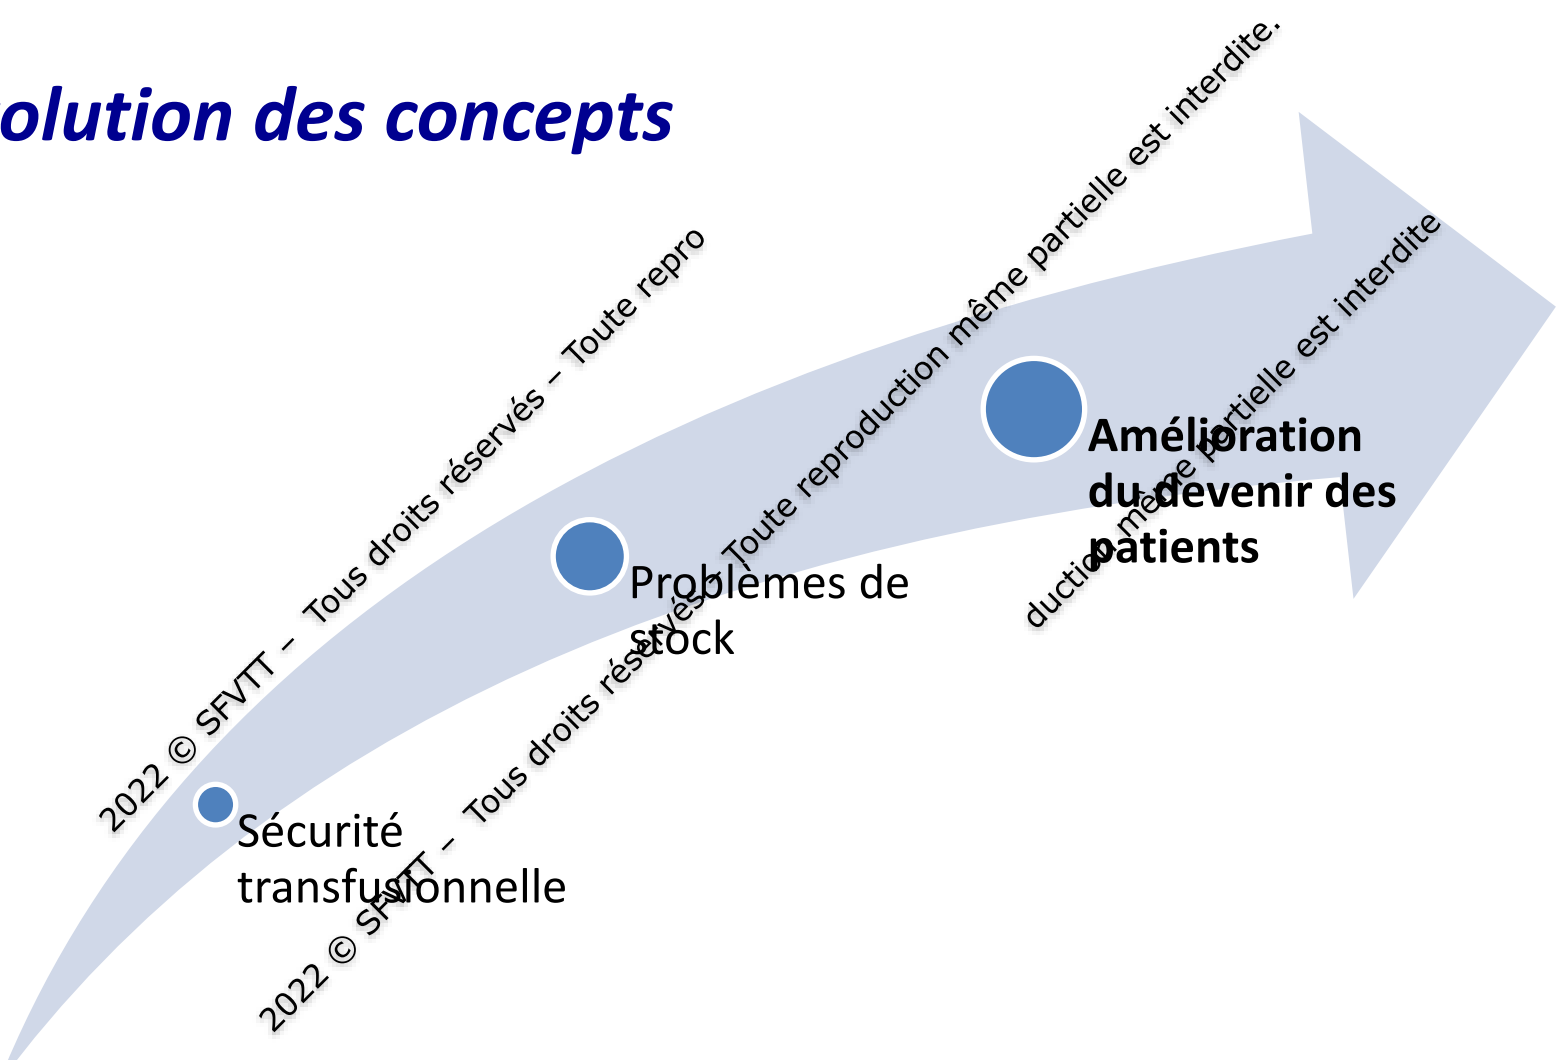 olution des concepts
2022 © SFVTT – Tous droits réservés – Toute repro
2022 © SFVTT – Tous droits réservés – Toute reproduction même partielle est interdite.
duction même partielle est interdite
Amélioration
du devenir des
patients
Problèmes de
stock
Sécurité
transfusionnelle